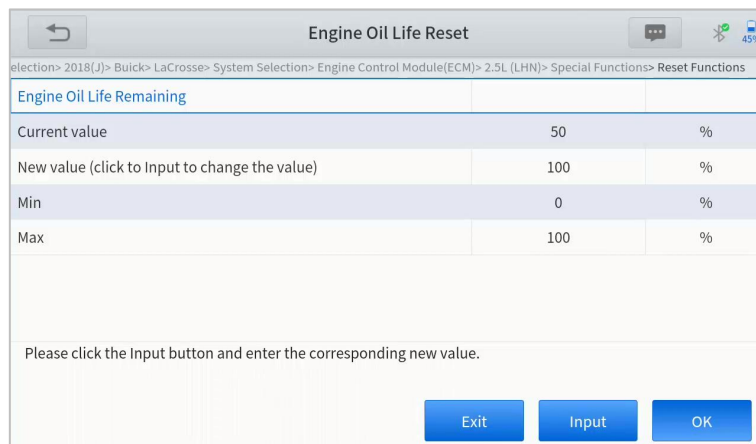 Engine Oil Life Reset
45%
election> 2018(J)> Buick> LaCrosse> System Selection> Engine Control Module(ECM)> 2.5L (LHN)> Special Functions> Reset Functions
Engine Oil Life Remaining
Current value 50 %
New value (click to Input to change the value) 100 %
Min 0 %
Max 100 %
Please click the Input button and enter the corresponding new value.
Exit Input OK